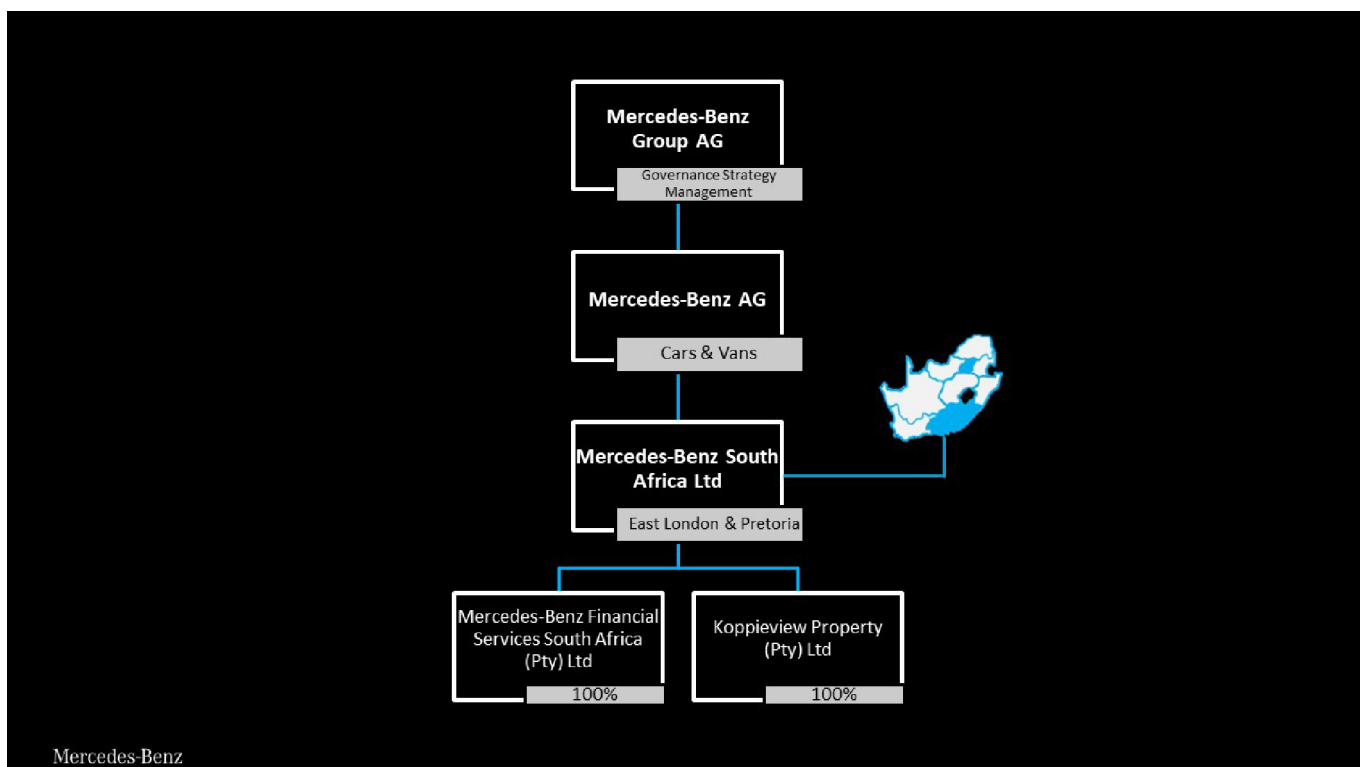 Mercedes-Benz
Group AG
Governance Strategy
Management
Mercedes-Benz AG
Cars & Vans
Mercedes-Benz South
Africa Ltd
East London & Pretoria
Mercedes-Benz Financial
Services South Africa
(Pty) Ltd
100%
Koppieview Property
(Pty) Ltd
100%
Mercedes-Benz